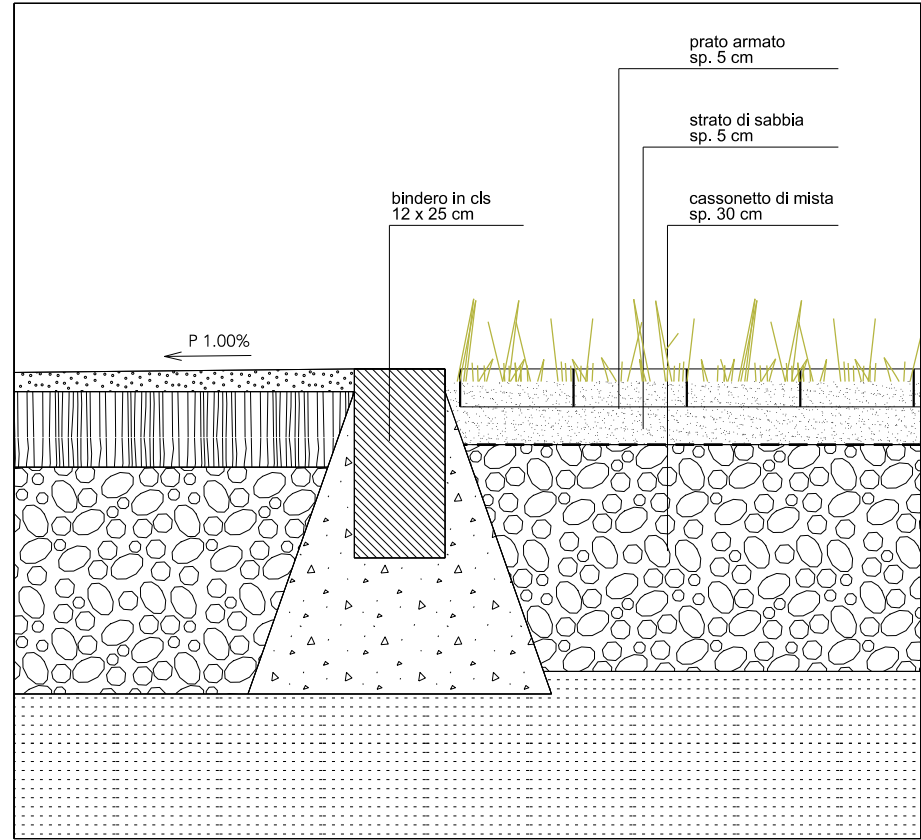 prato armato
sp. 5 cm
strato di sabbia
sp. 5 cm
bindero in cls
12 x 25 cm
cassonetto di mista
sp. 30 cm
P 1.00%